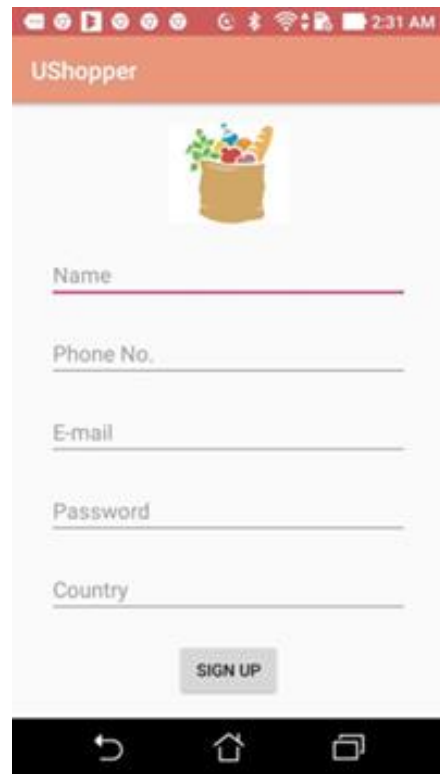 2:31 AM
UShopper
Name
Phone No.
E-mail
Password
Country
SIGN UP